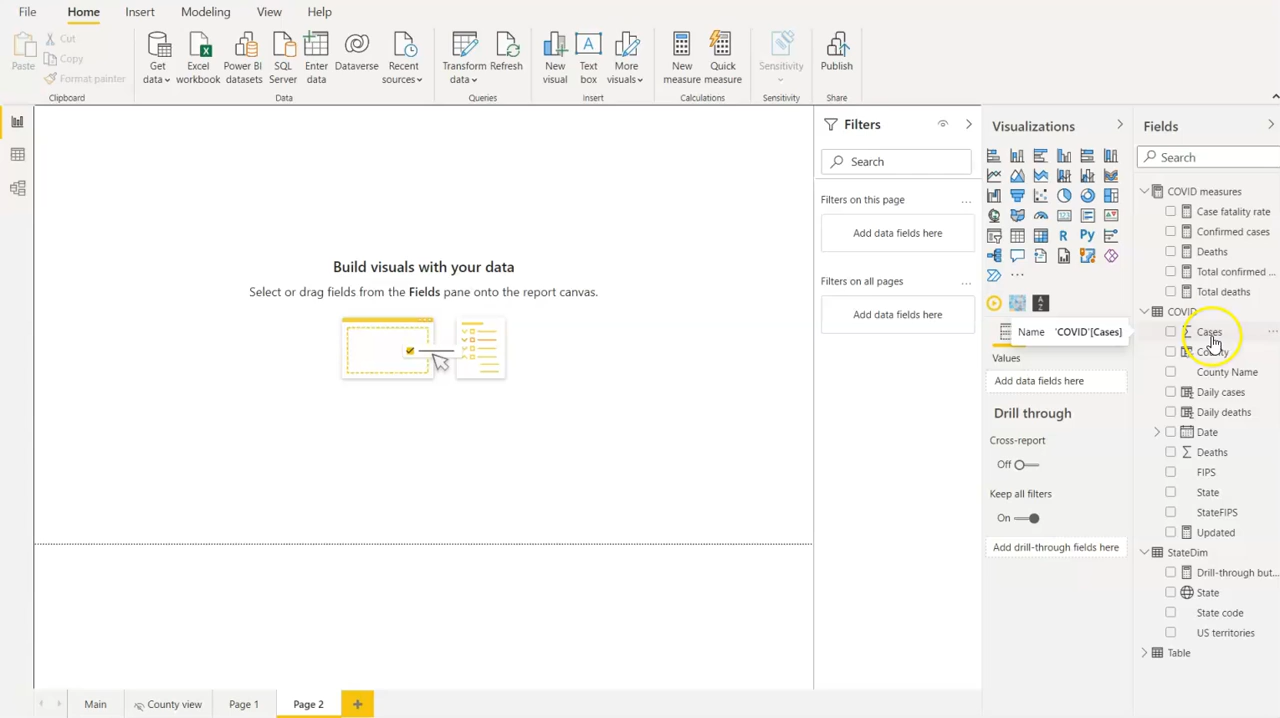 File Home Insert Modeling View Help
Paste
Cut
Copy
Format painter
Clipboard
Get data
Excel workbook
Power BI datasets
SQL Server
Enter data
Dataverse
Recent sources
Data
Transform data
Refresh
Queries
New visual
Text box
More visuals
Insert
New measure
Quick measure
Calculations
Sensitivity
Sensitivity
Publish
Share
Build visuals with your data
Select or drag fields from the Fields pane onto the report canvas.
Filters
Search
Filters on this page ...
Add data fields here
Filters on all pages ...
Add data fields here
Visualizations
R Py
...
Name 'COVID'[Cases]
Values
Add data fields here
Drill through
Cross-report
Off
Keep all filters
On
Add drill-through fields here
Fields
Search
COVID measures
Case fatality rate
Confirmed cases
Deaths
Total confirmed ...
Total deaths
COVID
Cases
County
County Name
Daily cases
Daily deaths
Date
Deaths
FIPS
State
StateFIPS
Updated
StateDim
Drill-through but...
State
State code
US territories
Table
Main County view Page 1 Page 2 +